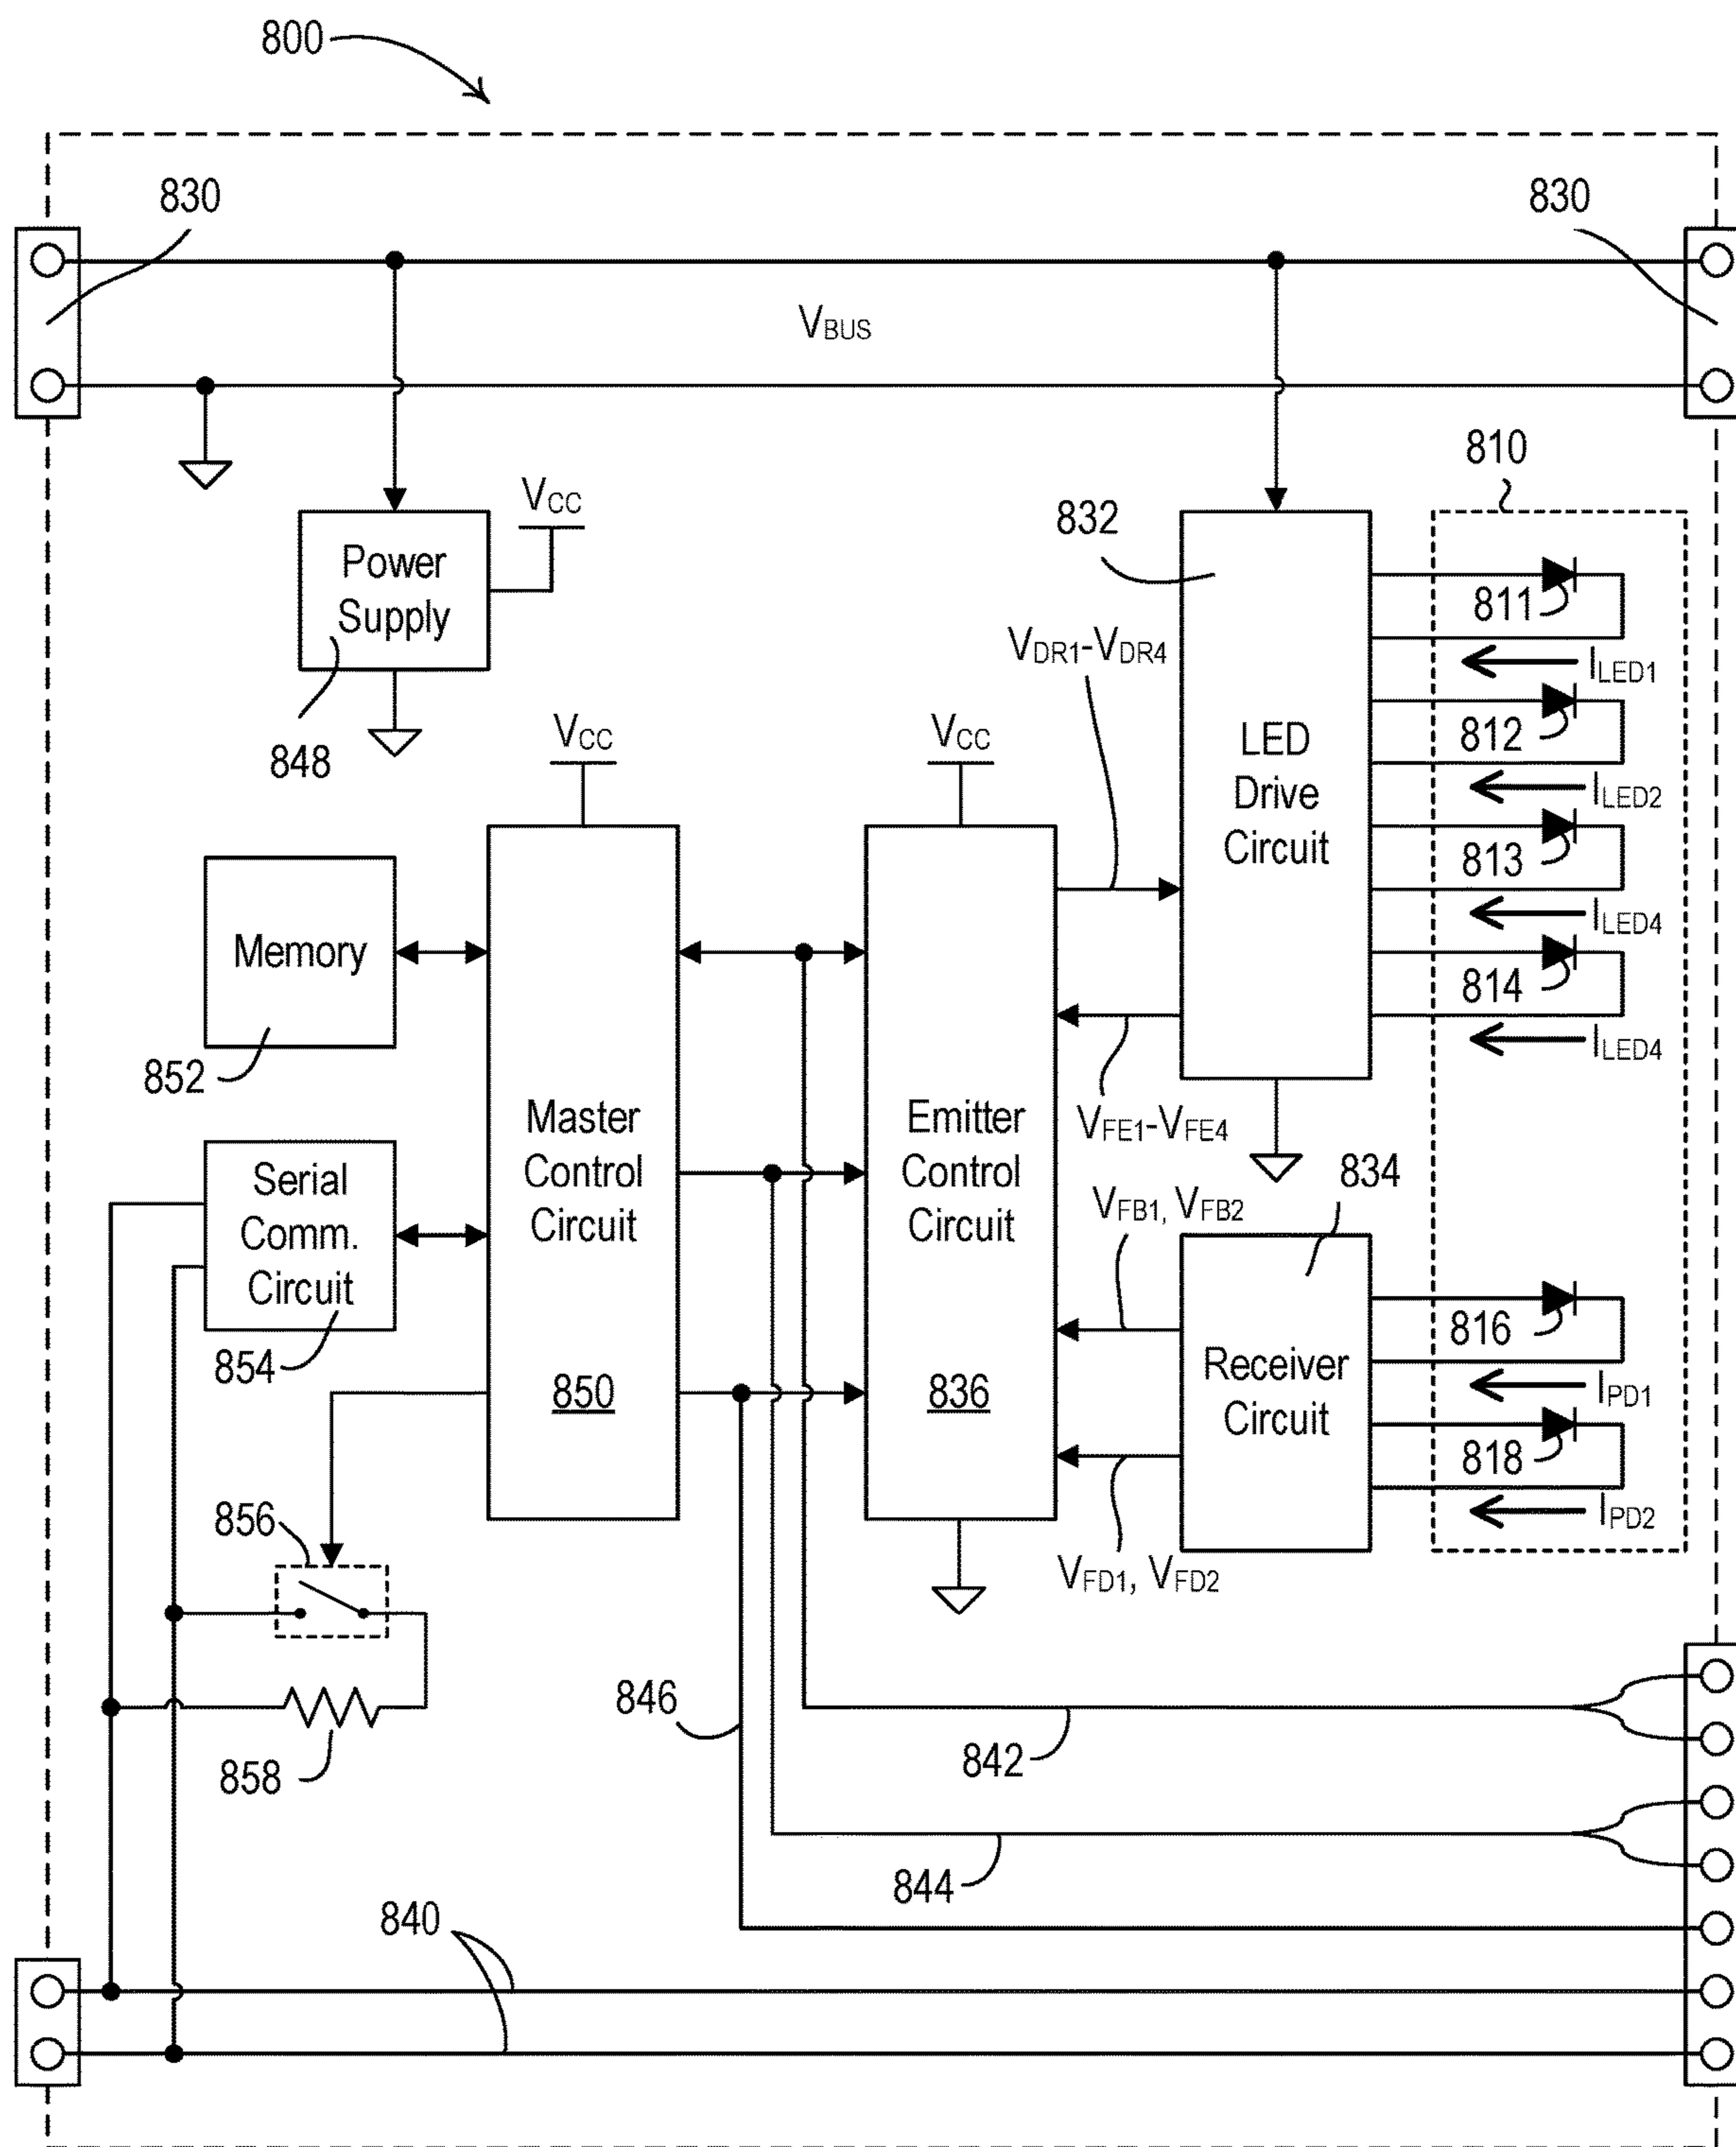 800
830
830
VBUS
810
VCC
832
Power
Supply
811
VDR1-VDR4
ILED1
848
VCC
VCC
812
LED
Drive
Circuit
ILED2
813
ILED4
Memory
814
ILED4
852
Master
Control
Circuit
Emitter
Control
Circuit
VFE1-VFE4
834
Serial
Comm.
Circuit
VFB1, VFB2
816
854
850
836
Receiver
Circuit
IPD1
818
856
IPD2
VFD1, VFD2
846
842
858
844
840